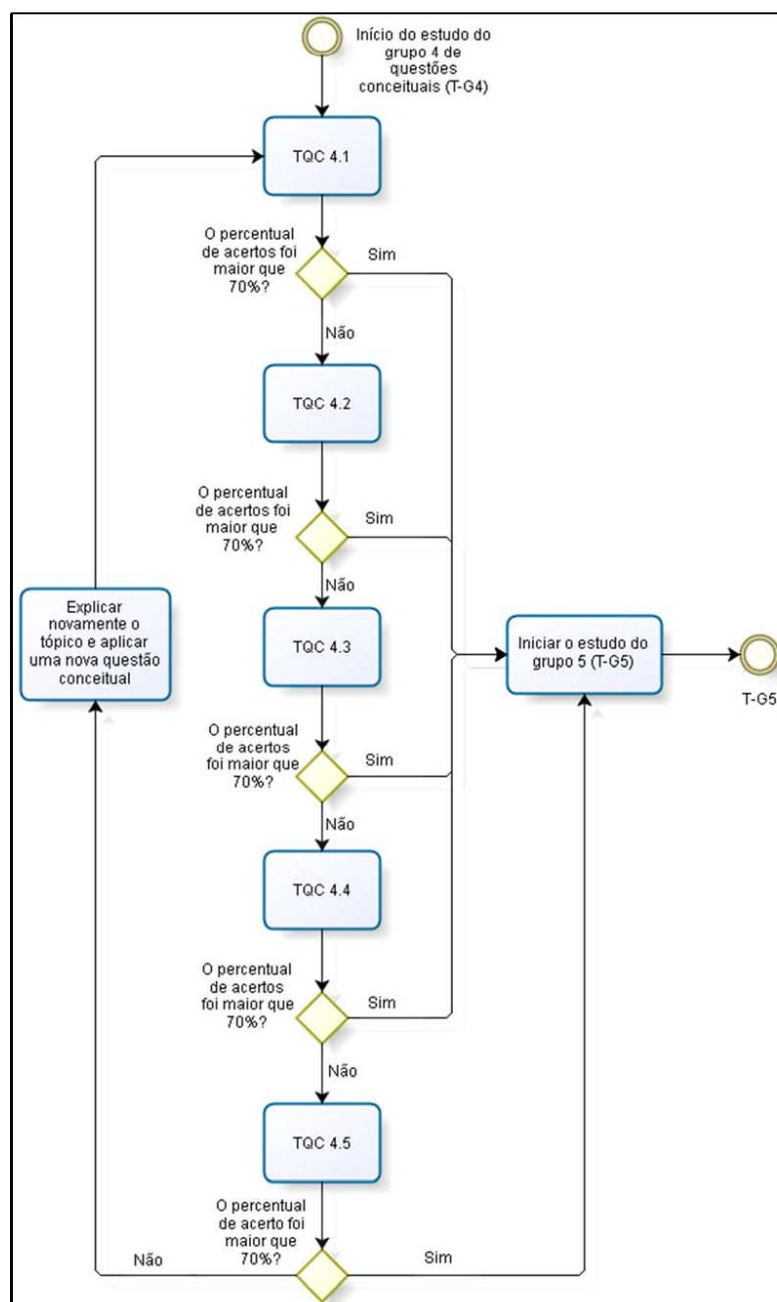 Início do estudo do
grupo 4 de
questões
conceituais (T-G4)
TQC 4.1
O percentual
de acertos foi
maior que
70%?
Sim
Não
TQC 4.2
O percentual
de acertos foi
maior que
70%?
Sim
Não
Explicar
novamente o
tópico e aplicar
uma nova questão
conceitual
TQC 4.3
Iniciar o estudo do
grupo 5 (T-G5)
T-G5
O percentual
de acertos
foi maior que
70%?
Sim
Não
TQC 4.4
O percentual
de acertos
foi maior que
70%?
Sim
Não
TQC 4.5
O percentual
de acerto foi
maior que
70%?
Não
Sim